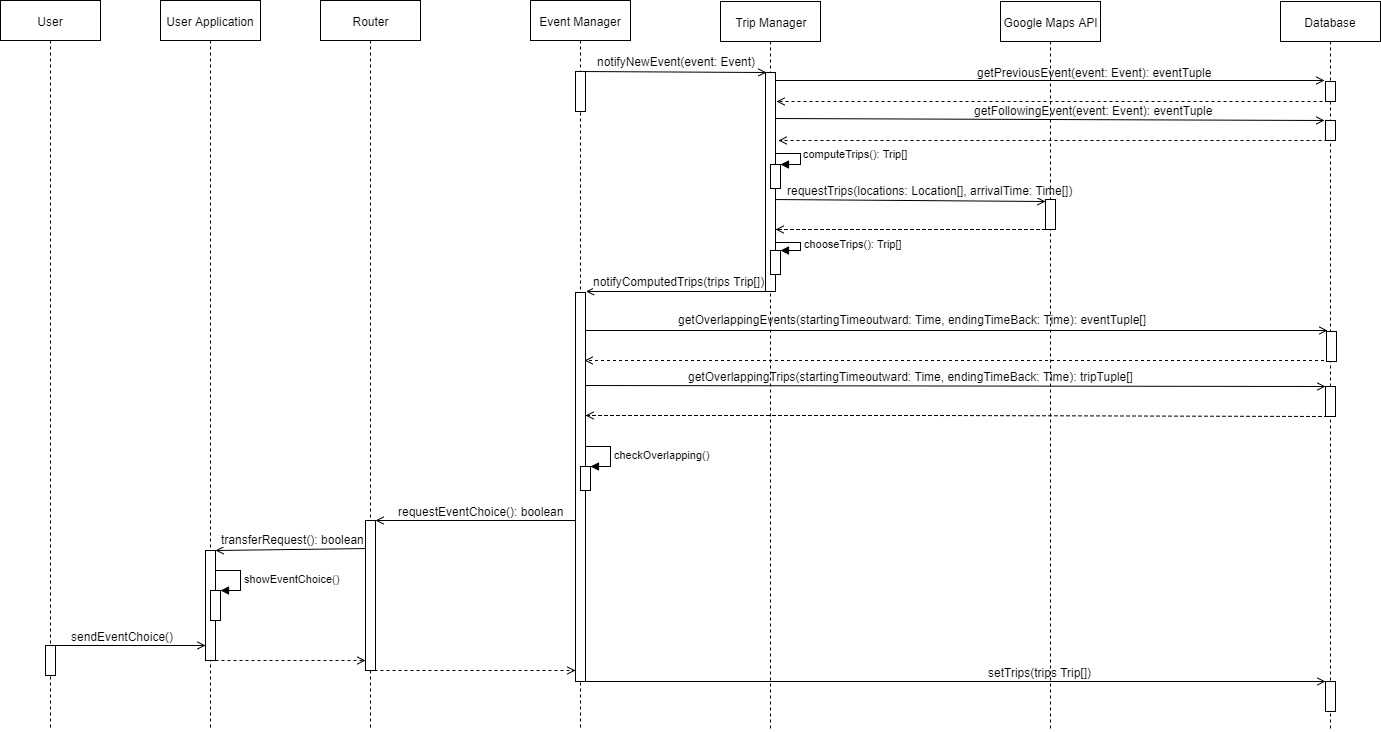 User
User Application
Router
Event Manager
Trip Manager
Google Maps API
Database
notifyNewEvent(event: Event)
getPreviousEvent(event: Event): eventTuple
getFollowingEvent(event: Event): eventTuple
computeTrips(): Trip[]
requestTrips(locations: Location[], arrivalTime: Time[])
chooseTrips(): Trip[]
notifyComputedTrips(trips Trip[])
getOverlappingEvents(startingTimeoutward: Time, endingTimeBack: Time): eventTuple[]
getOverlappingTrips(startingTimeoutward: Time, endingTimeBack: Time): tripTuple[]
checkOverlapping()
requestEventChoice(): boolean
transferRequest(): boolean
showEventChoice()
sendEventChoice()
setTrips(trips Trip[])